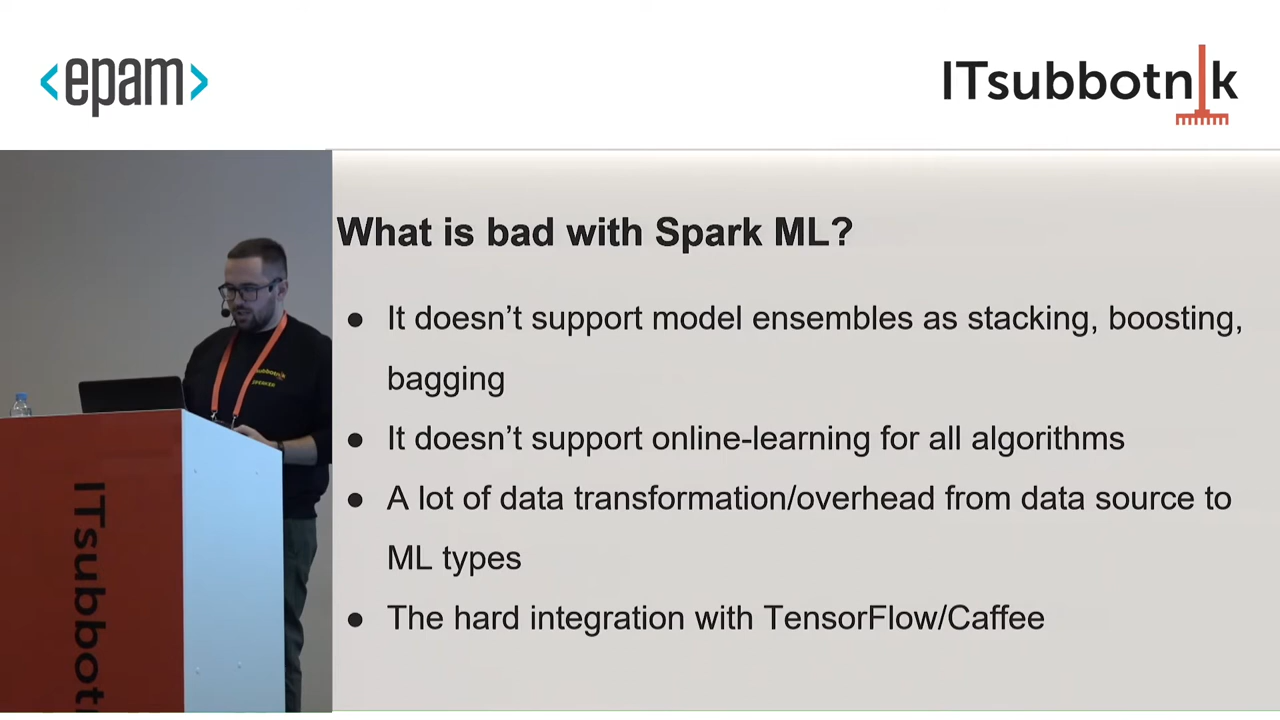 <epam>
ITsubbotnik
What is bad with Spark ML?
● It doesn’t support model ensembles as stacking, boosting,
bagging
● It doesn’t support online-learning for all algorithms
● A lot of data transformation/overhead from data source to
ML types
● The hard integration with TensorFlow/Caffee
SPEAKER
ITsubbot